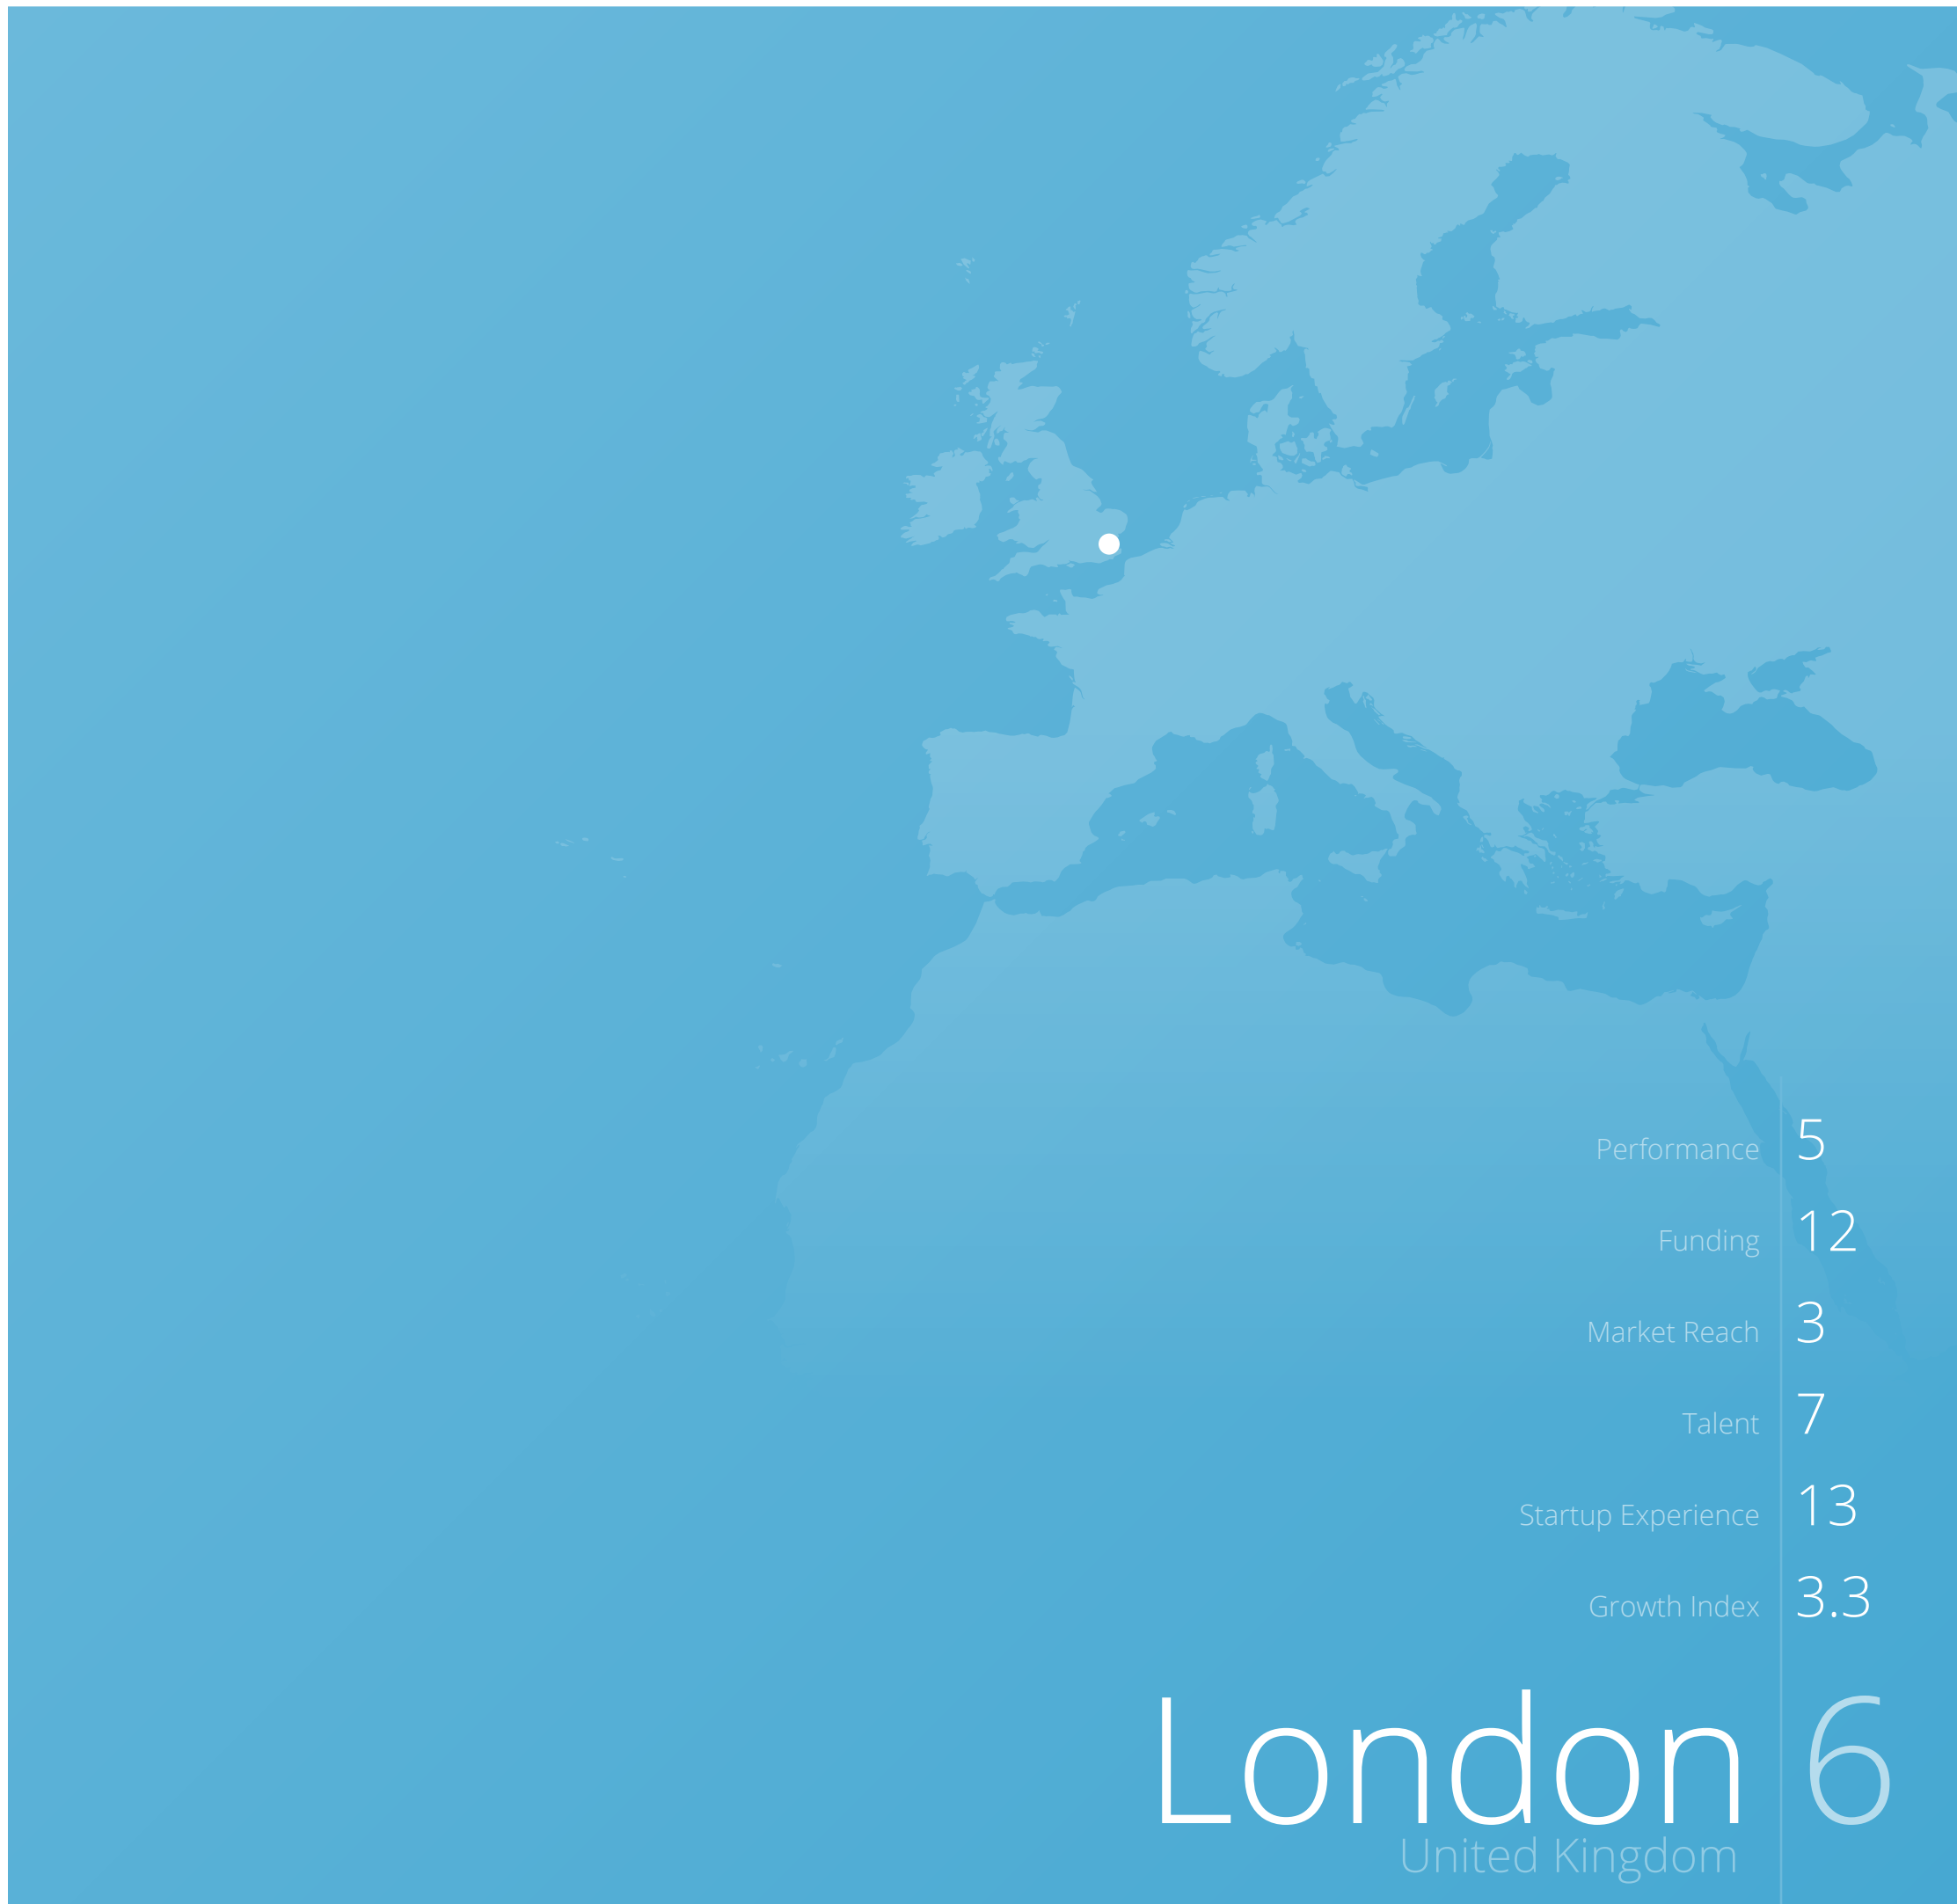 Performance 5
Funding 12
Market Reach 3
Talent 7
Startup Experience 13
Growth Index 3.3
London 6
United Kingdom